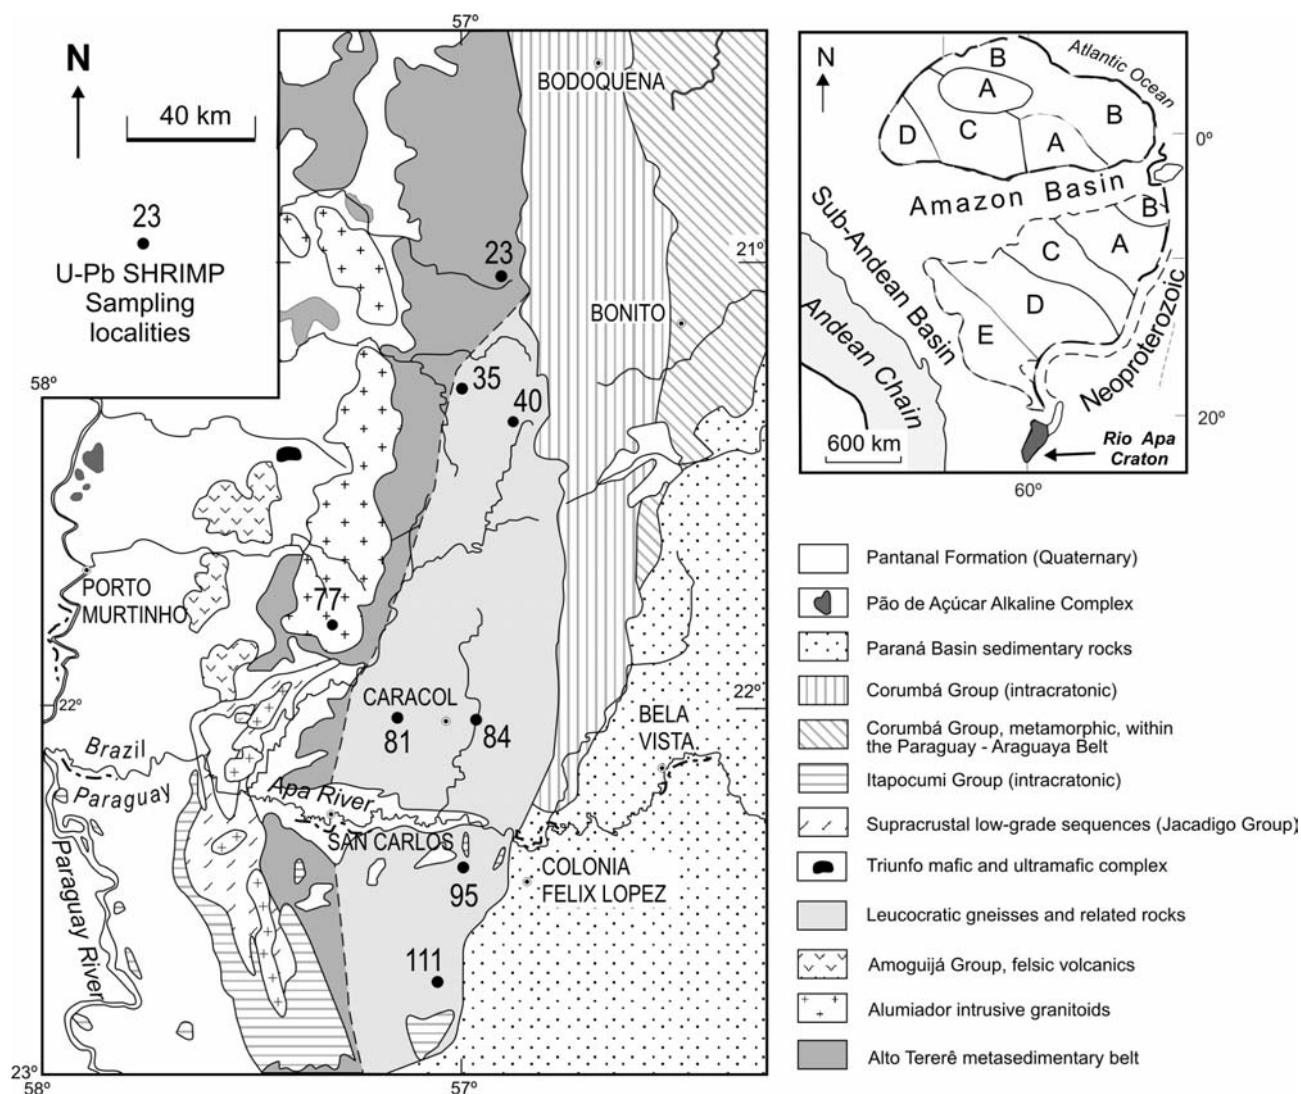 57º
N
40 km
23
U-Pb SHRIMP
Sampling
localities
BODOQUENA
21º
23
BONITO
58º
35
40
PORTO
MURTINHO
77
22º
22º
CARACOL
81
84
BELA
VISTA
Brazil
Paraguay
Apa River
SAN CARLOS
COLONIA
FELIX LOPEZ
95
Paraguay River
111
23º
58º
57º
N
Atlantic Ocean
B
A
B
D
C
A
0º
Amazon Basin
B
Sub-Andean Basin
A
C
D
E
Neoproterozoic
Andean Chain
20º
600 km
Rio Apa
Craton
60º
Pantanal Formation (Quaternary)
Pão de Açúcar Alkaline Complex
Paraná Basin sedimentary rocks
Corumbá Group (intracratonic)
Corumbá Group, metamorphic, within
the Paraguay - Araguaya Belt
Itapocumi Group (intracratonic)
Supracrustal low-grade sequences (Jacadigo Group)
Triunfo mafic and ultramafic complex
Leucocratic gneisses and related rocks
Amoguijá Group, felsic volcanics
Alumiador intrusive granitoids
Alto Tererê metasedimentary belt